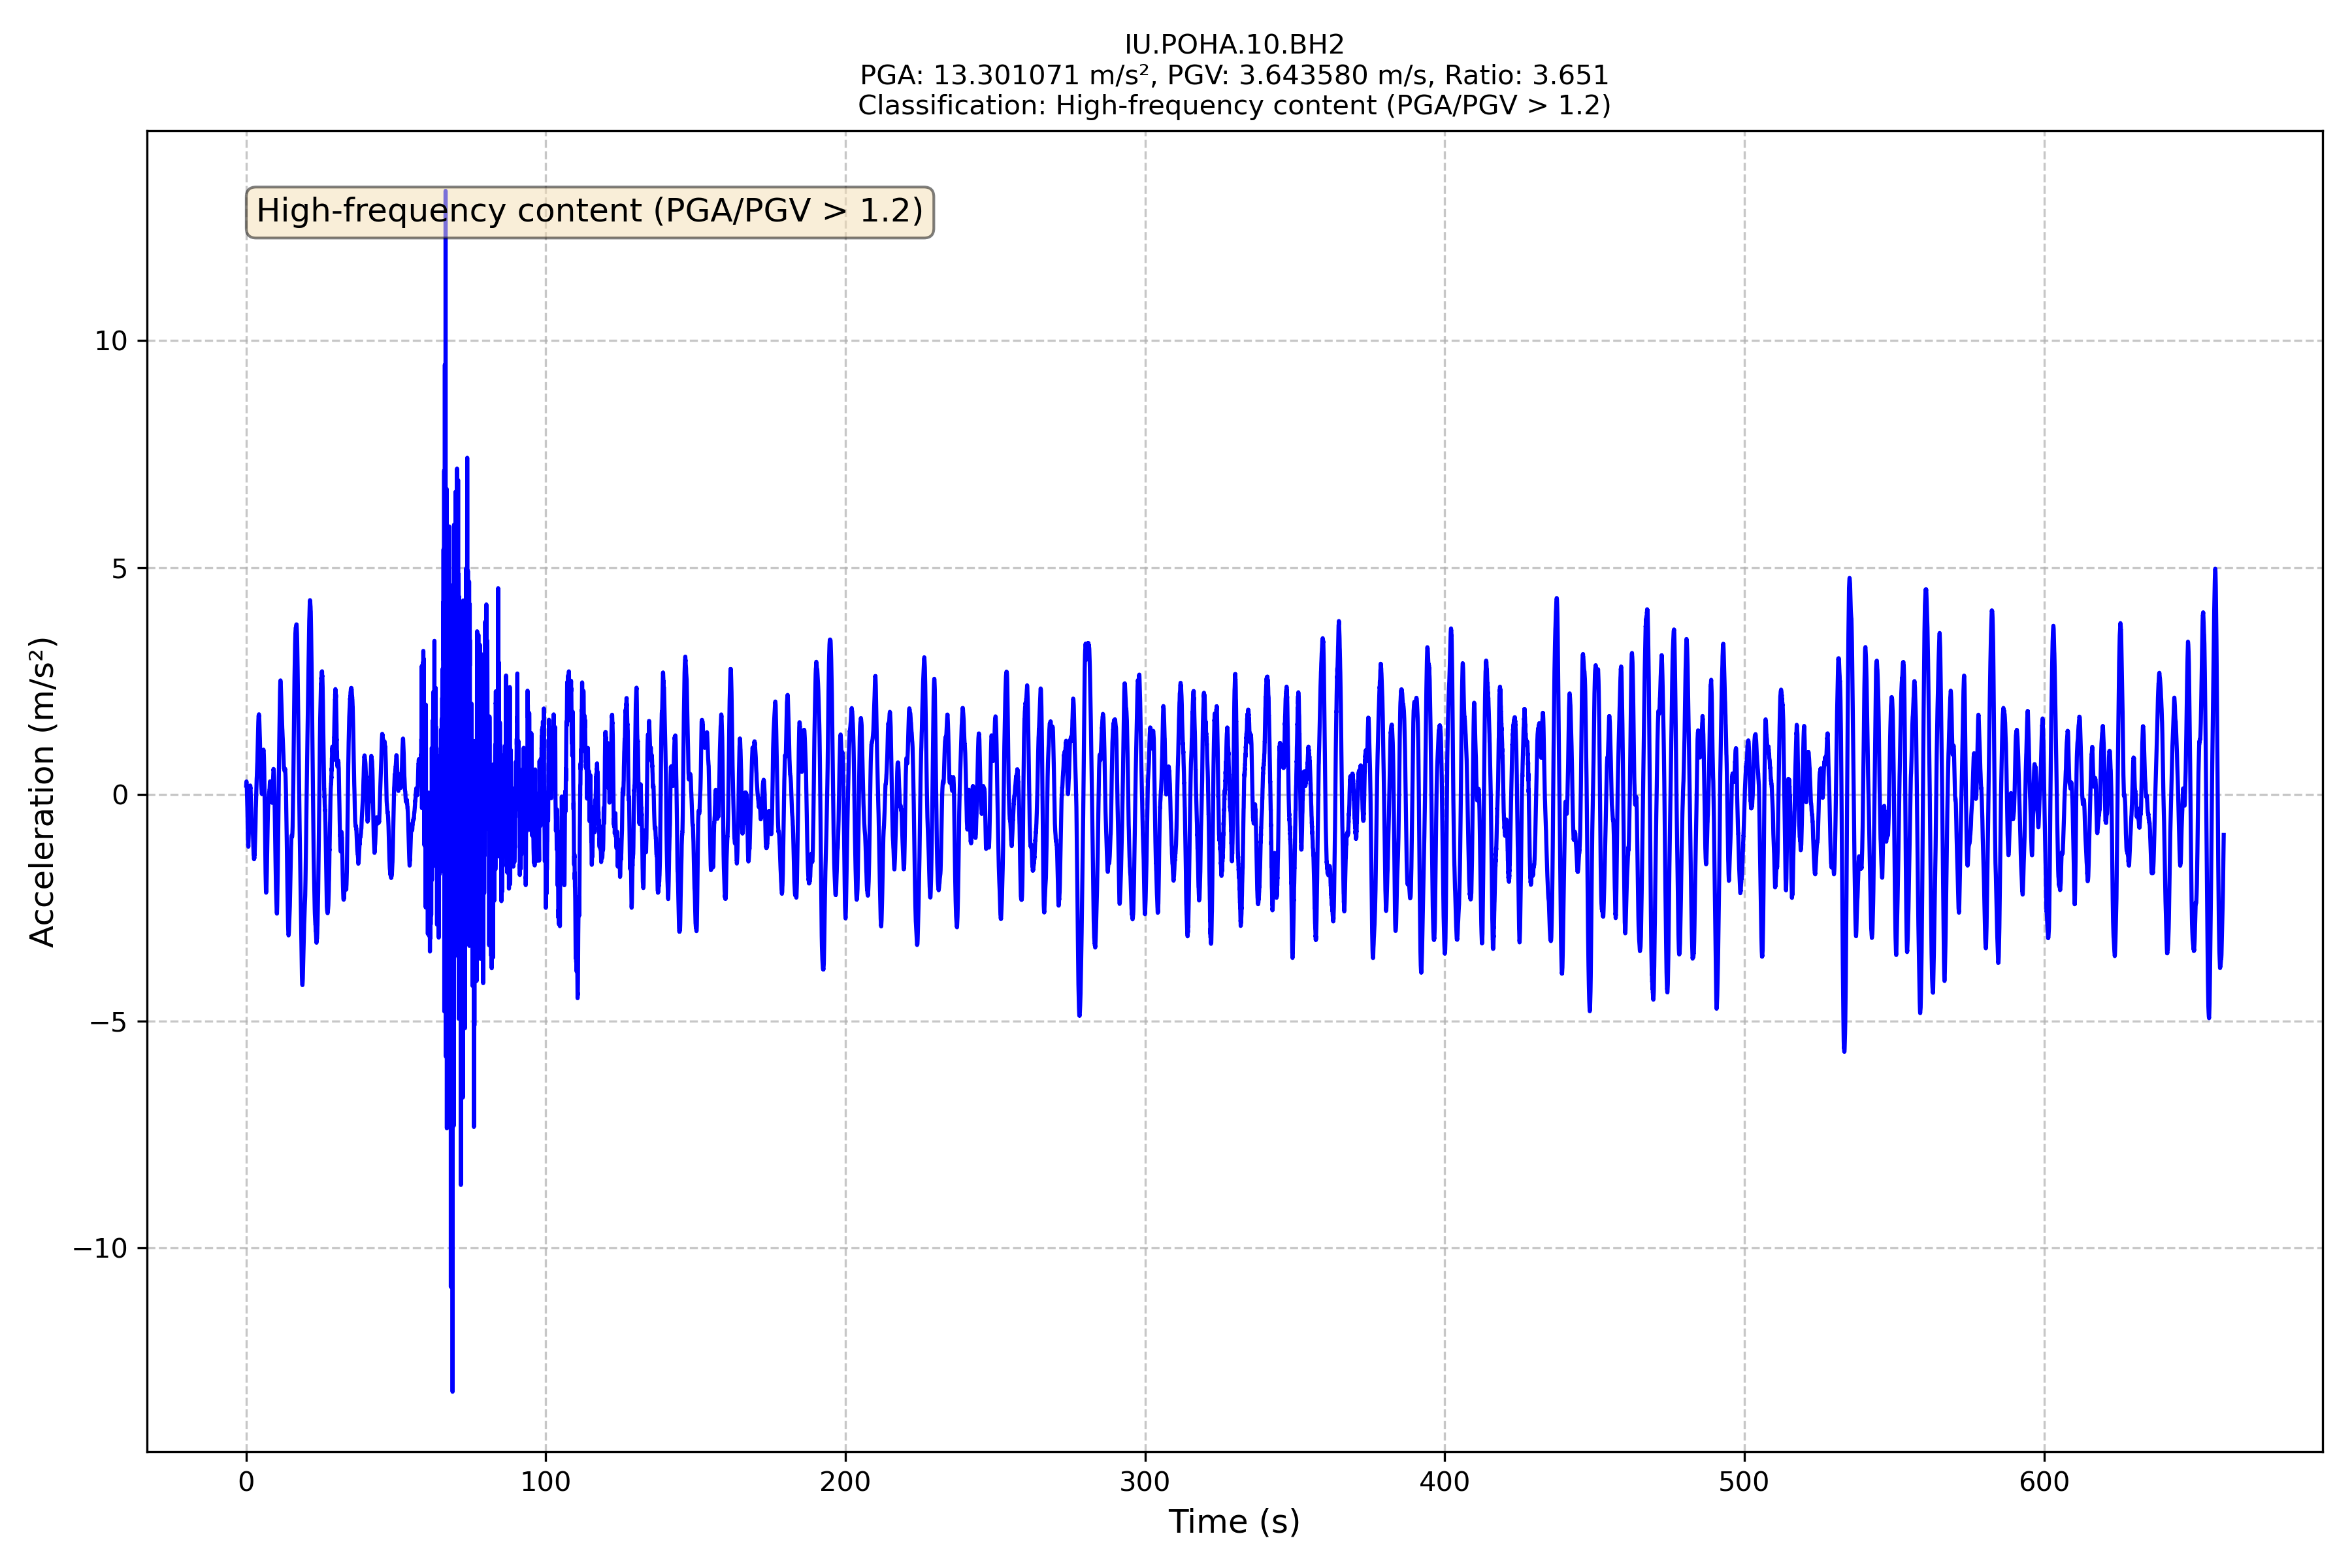 IU.POHA.10.BH2
PGA: 13.301071 m/s², PGV: 3.643580 m/s, Ratio: 3.651
Classification: High-frequency content (PGA/PGV > 1.2)
High-frequency content (PGA/PGV > 1.2)
Acceleration (m/s²)
10
5
0
−5
−10
0 100 200 300 400 500 600
Time (s)